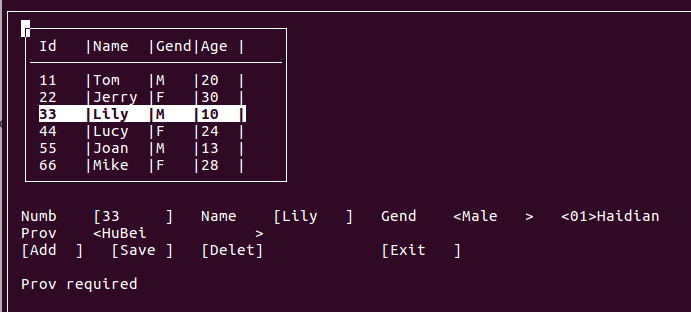 Id |Name |Gend|Age |
11 |Tom |M |20 |
22 |Jerry |F |30 |
33 |Lily |M |10 |
44 |Lucy |F |24 |
55 |Joan |M |13 |
66 |Mike |F |28 |
Numb [33 ] Name [Lily ] Gend <Male > <01>Haidian
Prov <HuBei >
[Add ] [Save ] [Delet] [Exit ]
Prov required